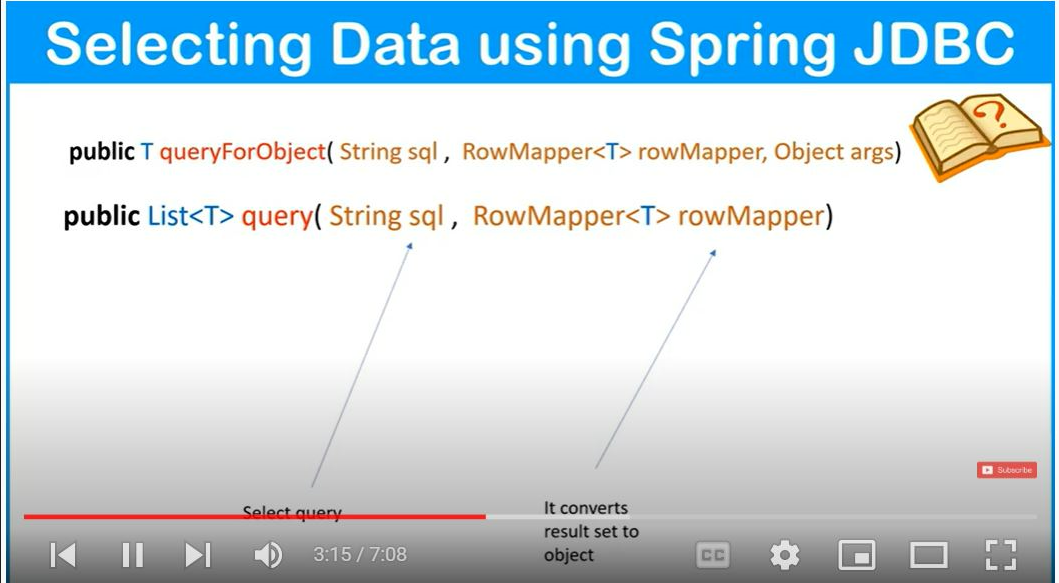 Selecting Data using Spring JDBC
public T queryForObject( String sql , RowMapper<T> rowMapper, Object args)
public List<T> query( String sql , RowMapper<T> rowMapper)
Subscribe
Select query
It converts
result set to
object
3:15 / 7:08
CC